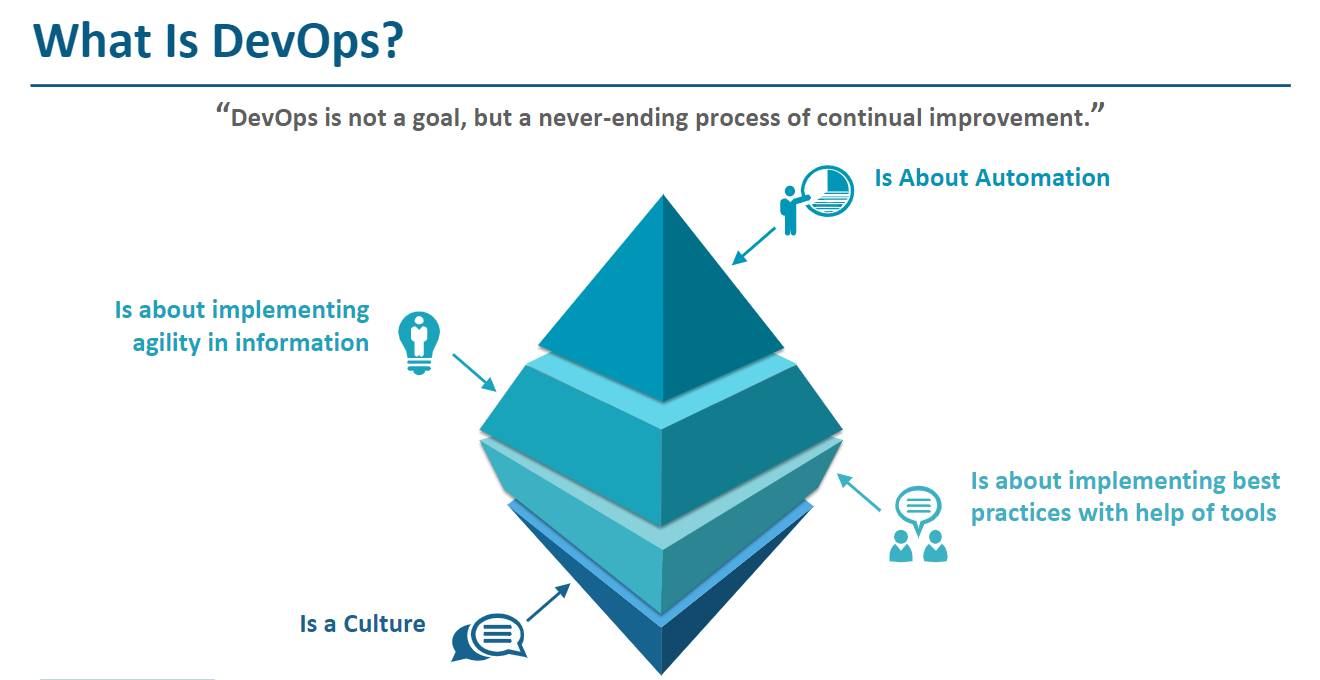 What Is DevOps?
“DevOps is not a goal, but a never-ending process of continual improvement.”
Is About Automation
Is about implementing
agility in information
Is about implementing best
practices with help of tools
Is a Culture